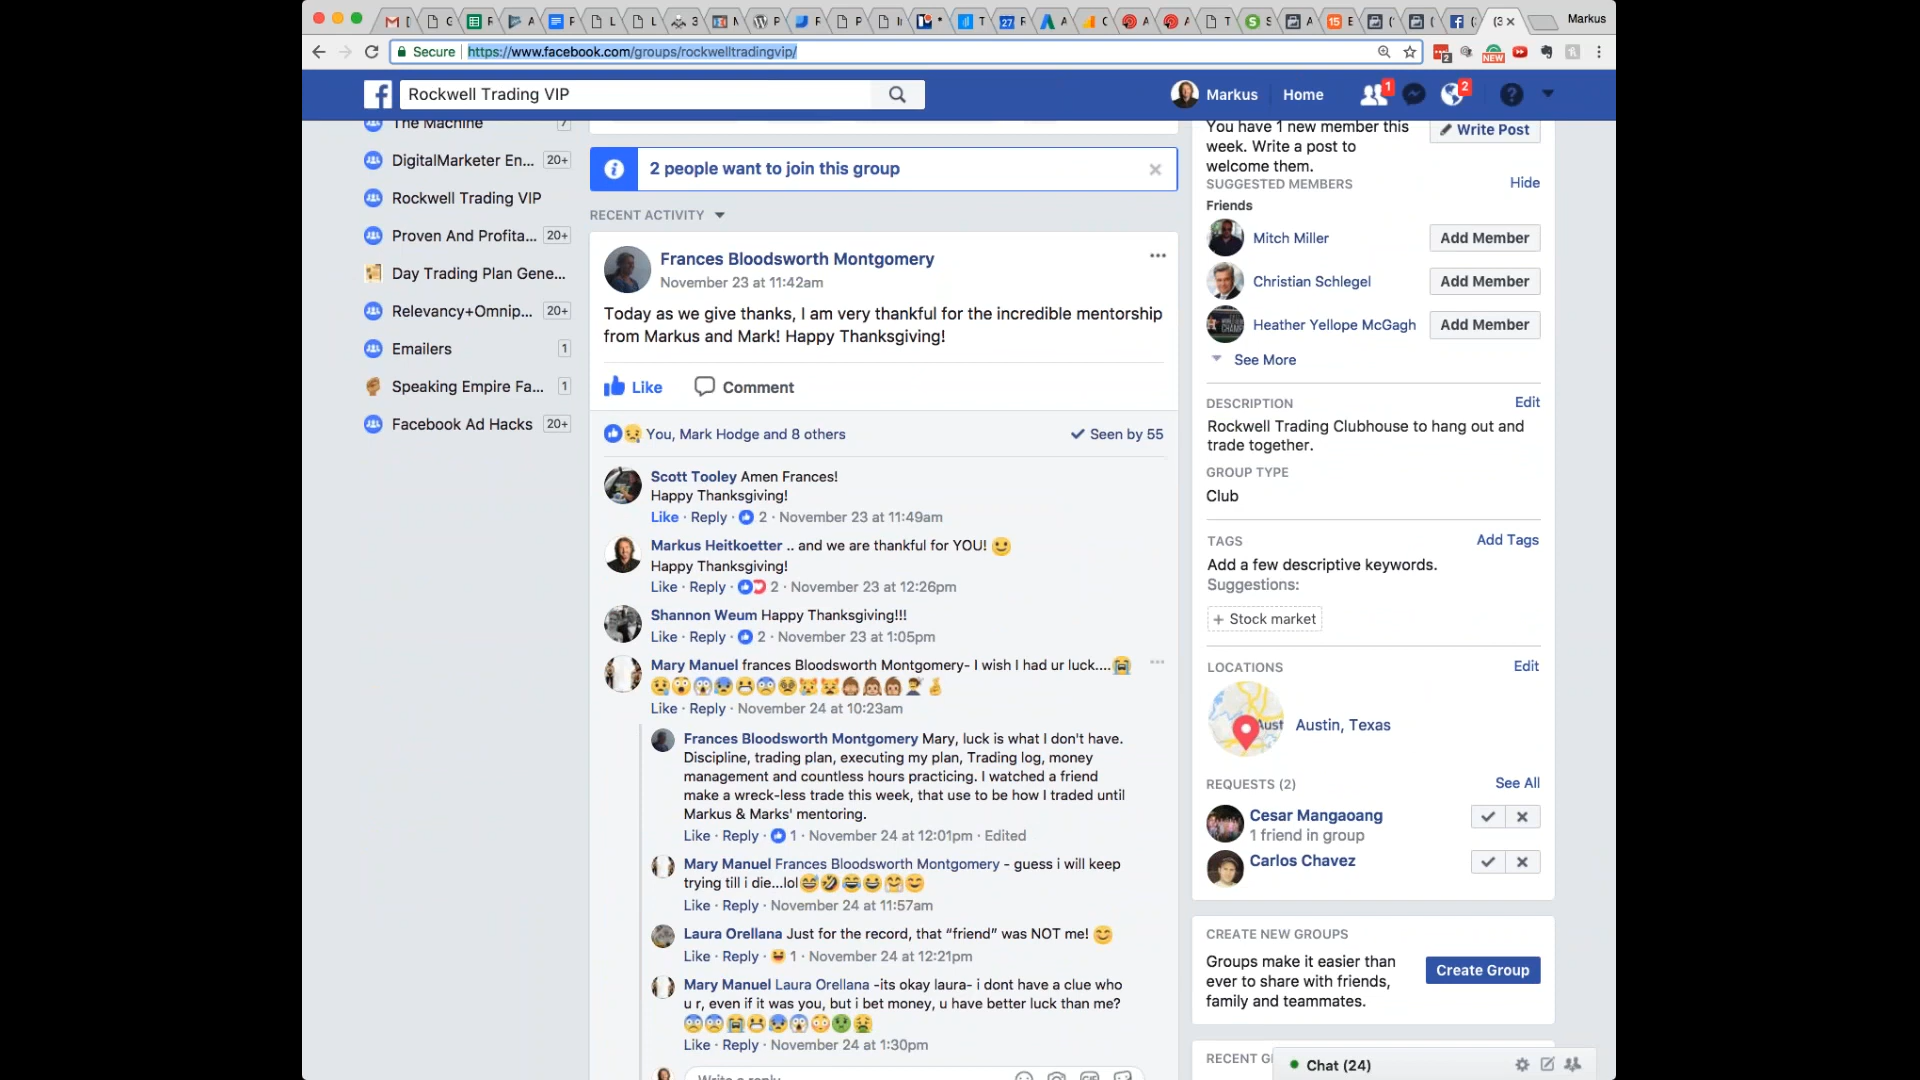 Markus
Secure https://www.facebook.com/groups/rockwelltradingvip/
2
NEW
Rockwell Trading VIP
Markus Home
1
2
The Machine 7
DigitalMarketer En... 20+
Rockwell Trading VIP
Proven And Profita... 20+
Day Trading Plan Gene...
Relevancy+Omnip... 20+
Emailers 1
Speaking Empire Fa... 1
Facebook Ad Hacks 20+
2 people want to join this group
RECENT ACTIVITY
Frances Bloodsworth Montgomery
November 23 at 11:42am
Today as we give thanks, I am very thankful for the incredible mentorship
from Markus and Mark! Happy Thanksgiving!
Like Comment
You, Mark Hodge and 8 others Seen by 55
Scott Tooley Amen Frances!
Happy Thanksgiving!
Like · Reply · 2 · November 23 at 11:49am
Markus Heitkoetter .. and we are thankful for YOU! 🙂
Happy Thanksgiving!
Like · Reply · 2 · November 23 at 12:26pm
Shannon Weum Happy Thanksgiving!!!
Like · Reply · 2 · November 23 at 1:05pm
Mary Manuel frances Bloodsworth Montgomery- I wish I had ur luck....
Like · Reply · November 24 at 10:23am
Frances Bloodsworth Montgomery Mary, luck is what I don't have.
Discipline, trading plan, executing my plan, Trading log, money
management and countless hours practicing. I watched a friend
make a wreck-less trade this week, that use to be how I traded until
Markus & Marks' mentoring.
Like · Reply · 1 · November 24 at 12:01pm · Edited
Mary Manuel Frances Bloodsworth Montgomery - guess i will keep
trying till i die...lol
Like · Reply · November 24 at 11:57am
Laura Orellana Just for the record, that “friend” was NOT me! 😊
Like · Reply · 1 · November 24 at 12:21pm
Mary Manuel Laura Orellana -its okay laura- i dont have a clue who
u r, even if it was you, but i bet money, u have better luck than me?
Like · Reply · November 24 at 1:30pm
Write a reply
You have 1 new member this
week. Write a post to
welcome them.
Write Post
SUGGESTED MEMBERS Hide
Friends
Mitch Miller Add Member
Christian Schlegel Add Member
Heather Yellope McGagh Add Member
See More
DESCRIPTION Edit
Rockwell Trading Clubhouse to hang out and
trade together.
GROUP TYPE
Club
TAGS Add Tags
Add a few descriptive keywords.
Suggestions:
+ Stock market
LOCATIONS Edit
Aust
Austin, Texas
REQUESTS (2) See All
Cesar Mangaoang
1 friend in group
Carlos Chavez
CREATE NEW GROUPS
Groups make it easier than
ever to share with friends,
family and teammates.
Create Group
RECENT G
Chat (24)